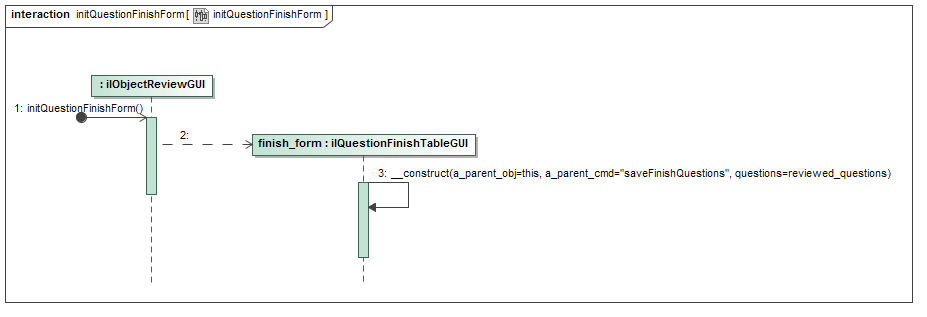 interaction initQuestionFinishForm [ initQuestionFinishForm ]
: ilObjectReviewGUI
1: initQuestionFinishForm()
2:
finish_form : ilQuestionFinishTableGUI
3: __construct(a_parent_obj=this, a_parent_cmd="saveFinishQuestions", questions=reviewed_questions)